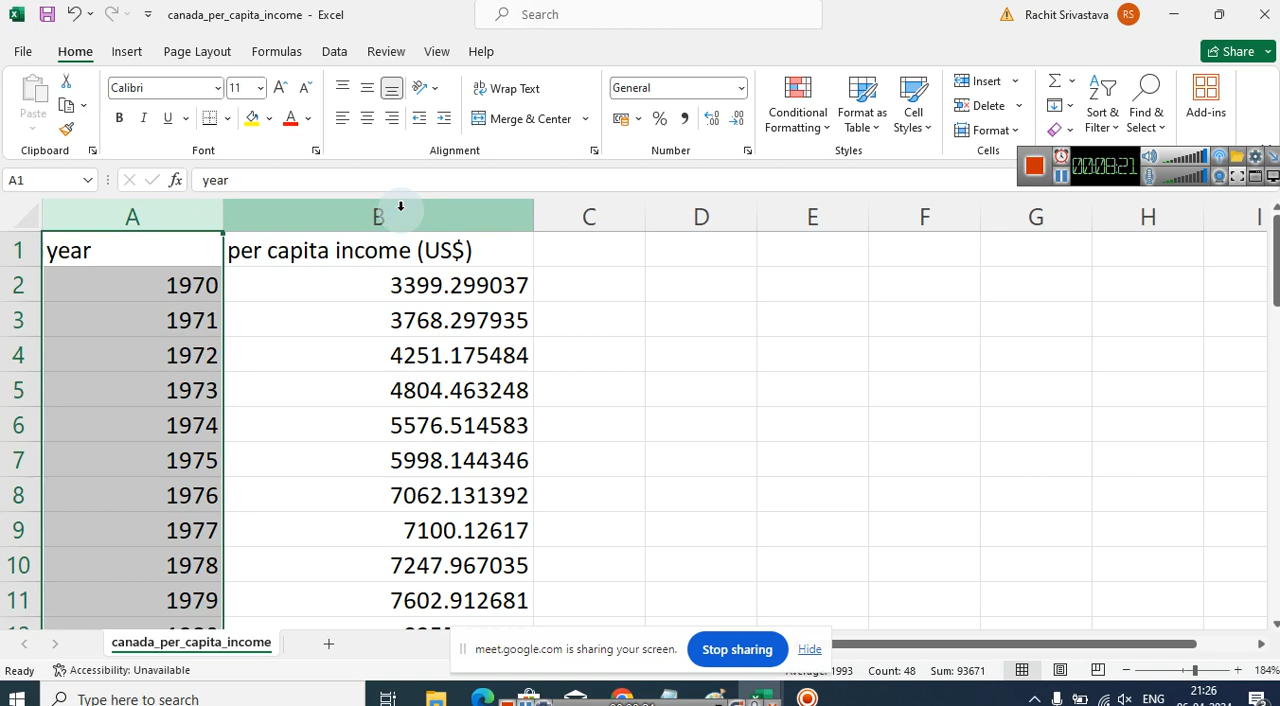 canada_per_capita_income - Excel
Search
Rachit Srivastava
RS
File
Home
Insert
Page Layout
Formulas
Data
Review
View
Help
Share
Paste
Calibri
11
Wrap Text
General
Merge & Center
Conditional
Formatting
Format as
Table
Cell
Styles
Insert
Delete
Format
Sort &
Filter
Find &
Select
Add-ins
Clipboard
Font
Alignment
Number
Styles
Cells
00:08:21
A1
fx
year
A B C D E F G H I
1 year per capita income (US$)
2 1970 3399.299037
3 1971 3768.297935
4 1972 4251.175484
5 1973 4804.463248
6 1974 5576.514583
7 1975 5998.144346
8 1976 7062.131392
9 1977 7100.12617
10 1978 7247.967035
11 1979 7602.912681
canada_per_capita_income
meet.google.com is sharing your screen.
Stop sharing
Hide
Ready
Accessibility: Unavailable
Count: 48
Sum: 93671
184%
Type here to search
ENG
21:26